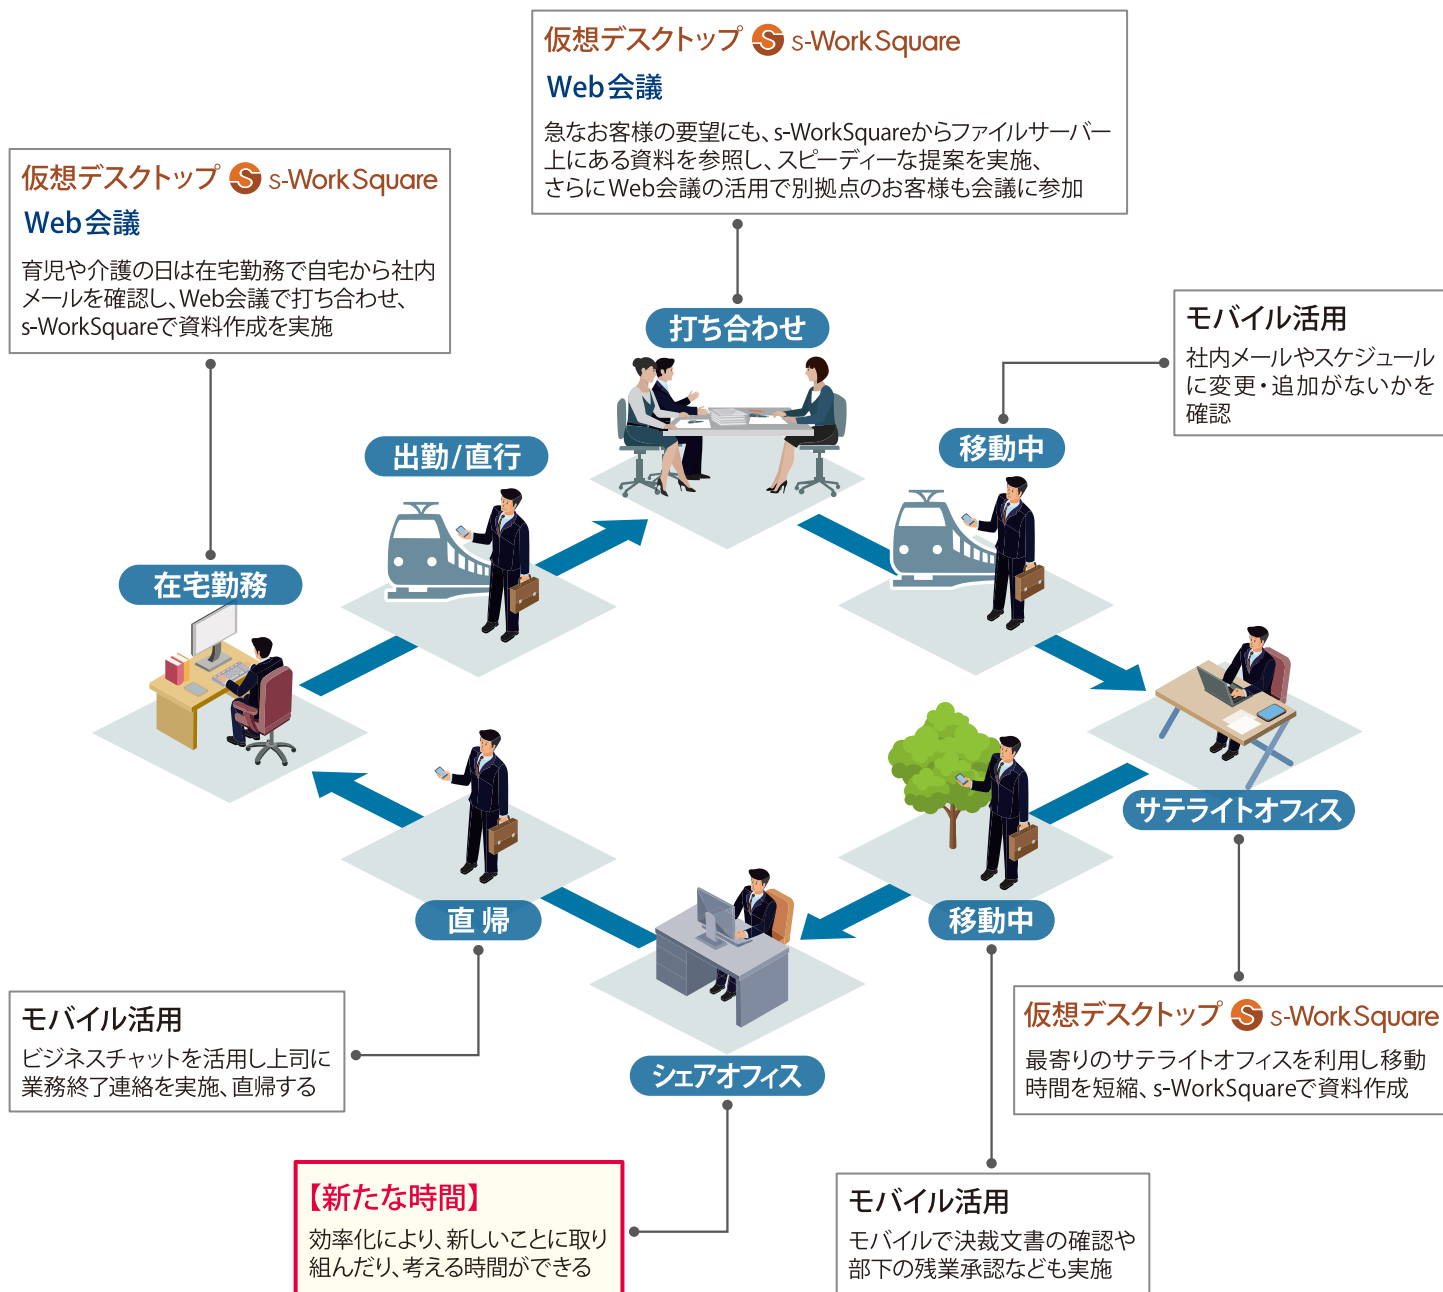 仮想デスクトップ S s-WorkSquare
Web会議
急なお客様の要望にも、s-WorkSquareからファイルサーバー
上にある資料を参照し、スピーディーな提案を実施、
さらにWeb会議の活用で別拠点のお客様も会議に参加
仮想デスクトップ S s-WorkSquare
Web会議
育児や介護の日は在宅勤務で自宅から社内
メールを確認し、Web会議で打ち合わせ、
s-WorkSquareで資料作成を実施
打ち合わせ
モバイル活用
社内メールやスケジュール
に変更・追加がないかを
確認
出勤/直行
移動中
在宅勤務
サテライトオフィス
直帰
移動中
仮想デスクトップ S s-WorkSquare
最寄りのサテライトオフィスを利用し移動
時間を短縮、s-WorkSquareで資料作成
モバイル活用
ビジネスチャットを活用し上司に
業務終了連絡を実施、直帰する
シェアオフィス
【新たな時間】
効率化により、新しいことに取り
組んだり、考える時間ができる
モバイル活用
モバイルで決裁文書の確認や
部下の残業承認なども実施